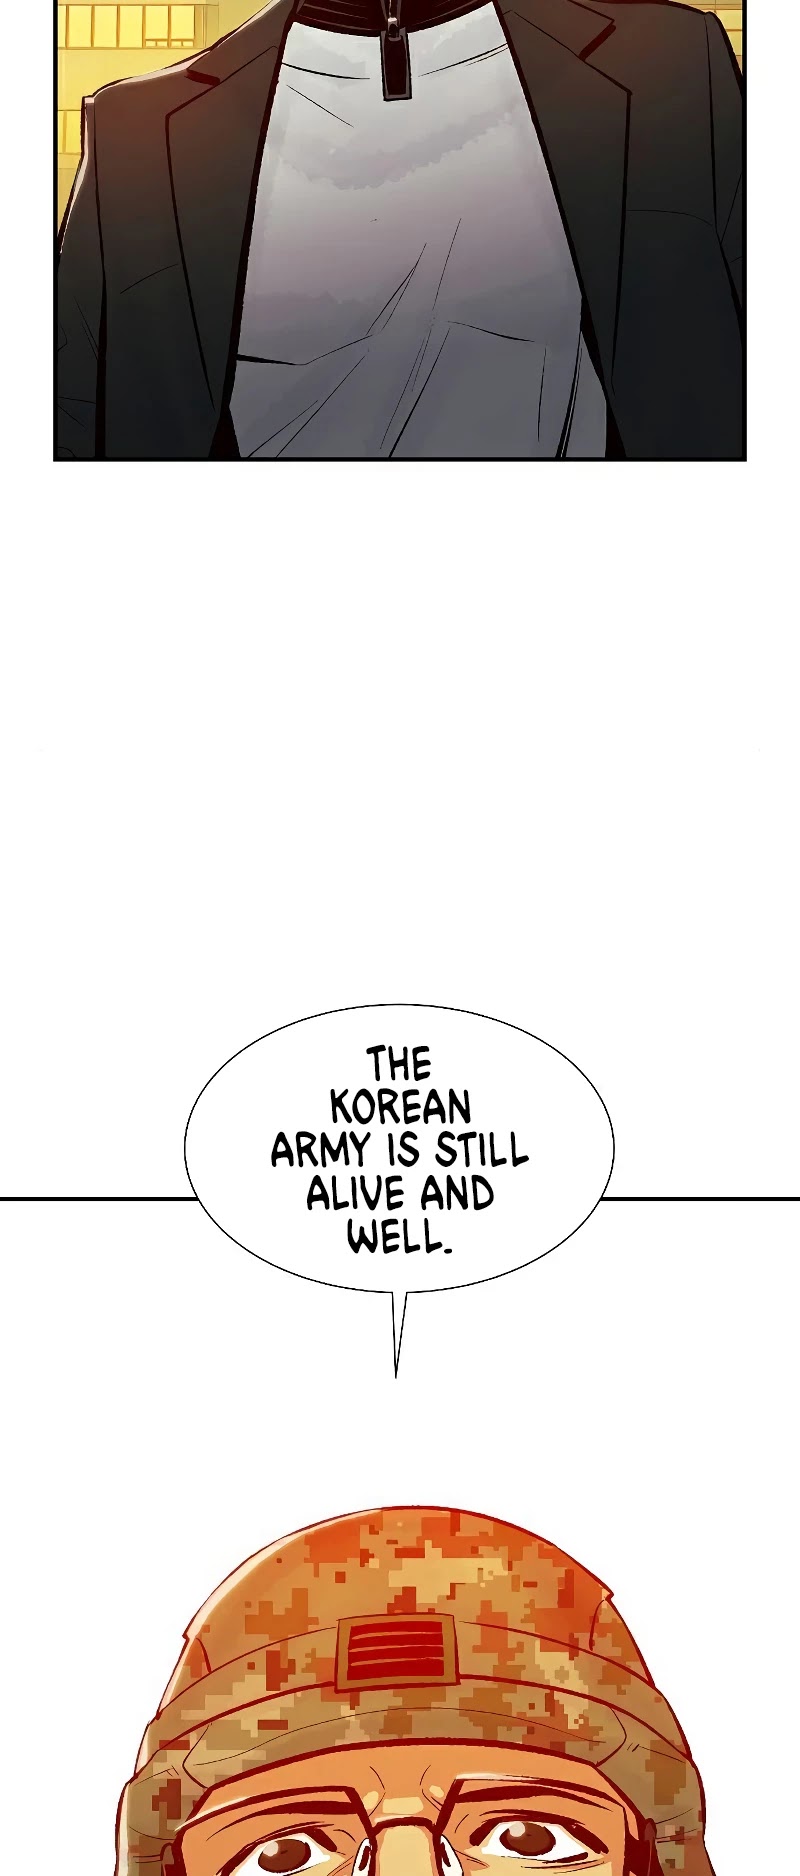 THE
KOREAN
ARMY IS STILL
ALIVE AND
WELL.